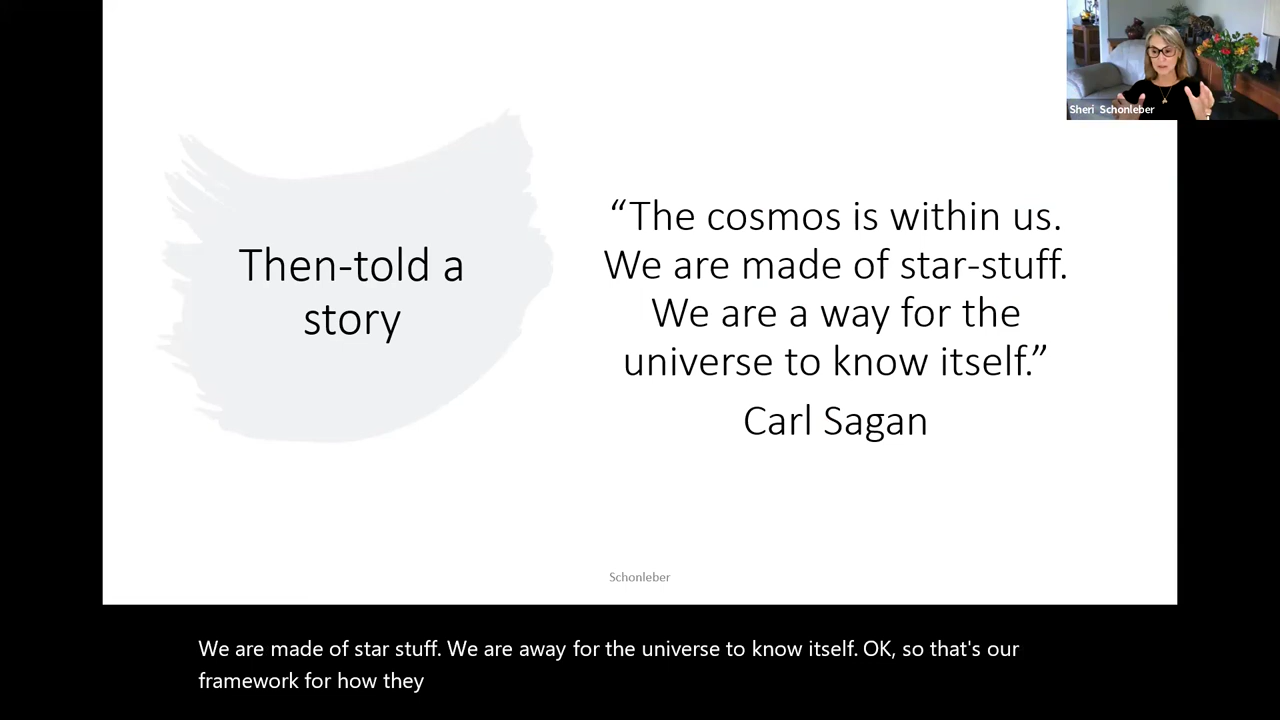 Sheri Schonleber
Then-told a
story
“The cosmos is within us.
We are made of star-stuff.
We are a way for the
universe to know itself.”
Carl Sagan
Schonleber
We are made of star stuff. We are away for the universe to know itself. OK, so that's our
framework for how they